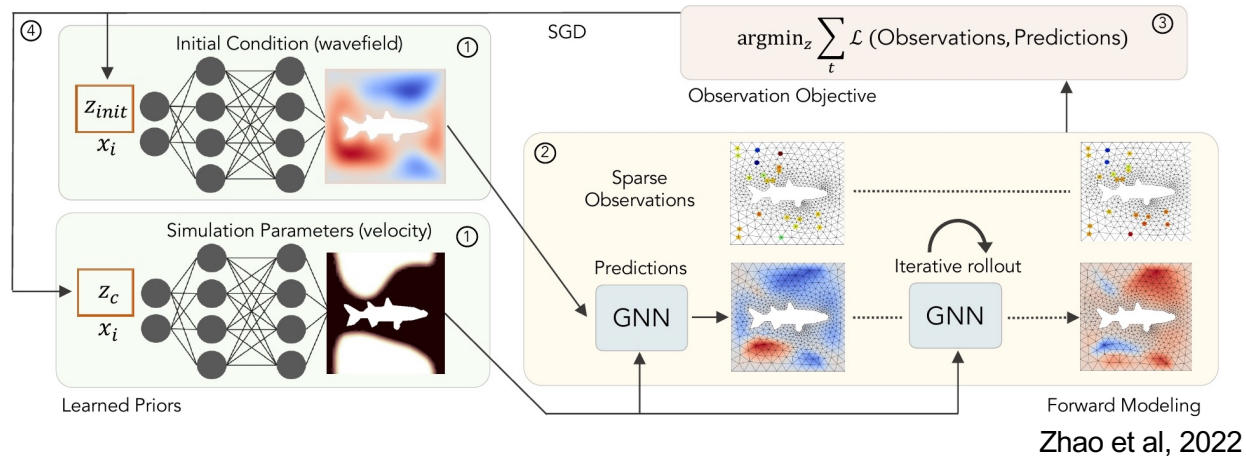 ④
SGD
argmin_z ∑_t ℒ (Observations, Predictions)
③
Observation Objective
Initial Condition (wavefield)
①
z_init
x_i
Simulation Parameters (velocity)
①
z_c
x_i
Learned Priors
②
Sparse
Observations
Predictions
Iterative rollout
GNN
GNN
Forward Modeling
Zhao et al, 2022